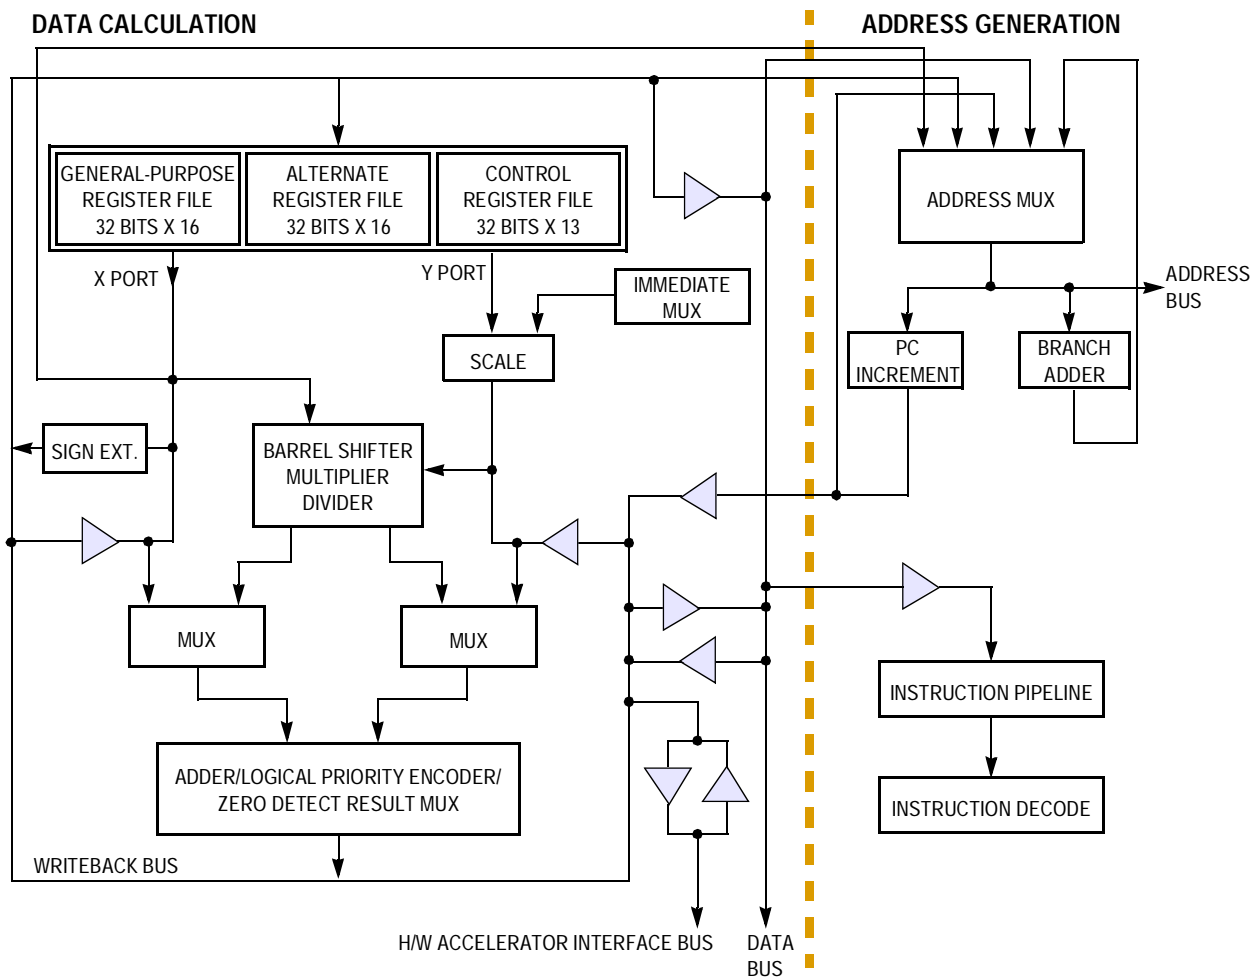 DATA CALCULATION
ADDRESS GENERATION
GENERAL-PURPOSE
REGISTER FILE
32 BITS X 16
ALTERNATE
REGISTER FILE
32 BITS X 16
CONTROL
REGISTER FILE
32 BITS X 13
ADDRESS MUX
X PORT
Y PORT
IMMEDIATE
MUX
ADDRESS
BUS
SCALE
PC
INCREMENT
BRANCH
ADDER
SIGN EXT.
BARREL SHIFTER
MULTIPLIER
DIVIDER
MUX
MUX
INSTRUCTION PIPELINE
ADDER/LOGICAL PRIORITY ENCODER/
ZERO DETECT RESULT MUX
INSTRUCTION DECODE
WRITEBACK BUS
H/W ACCELERATOR INTERFACE BUS
DATA
BUS